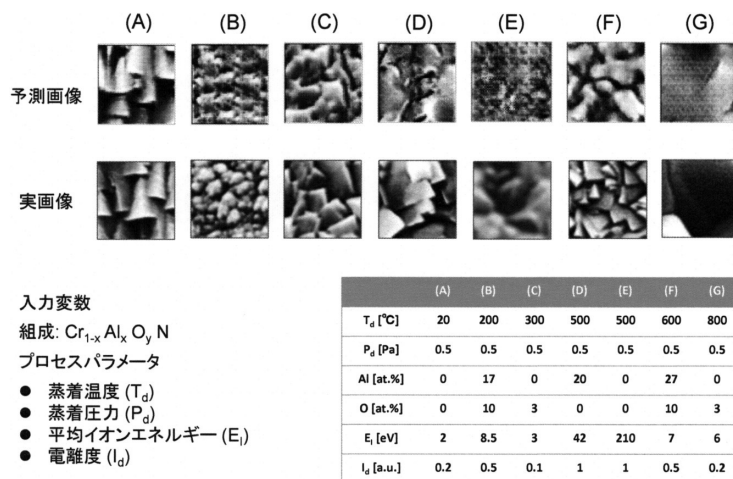 (A) (B) (C) (D) (E) (F) (G)
予測画像
実画像
入力変数
組成: Cr1-x Alx Oy N
プロセスパラメータ
● 蒸着温度 (Td)
● 蒸着圧力 (Pd)
● 平均イオンエネルギー (EI)
● 電離度 (Id)
(A) (B) (C) (D) (E) (F) (G)
Td [℃] 20 200 300 500 500 600 800
Pd [Pa] 0.5 0.5 0.5 0.5 0.5 0.5 0.5
Al [at.%] 0 17 0 20 0 27 0
O [at.%] 0 10 3 0 0 10 3
EI [eV] 2 8.5 3 42 210 7 6
Id [a.u.] 0.2 0.5 0.1 1 1 0.5 0.2